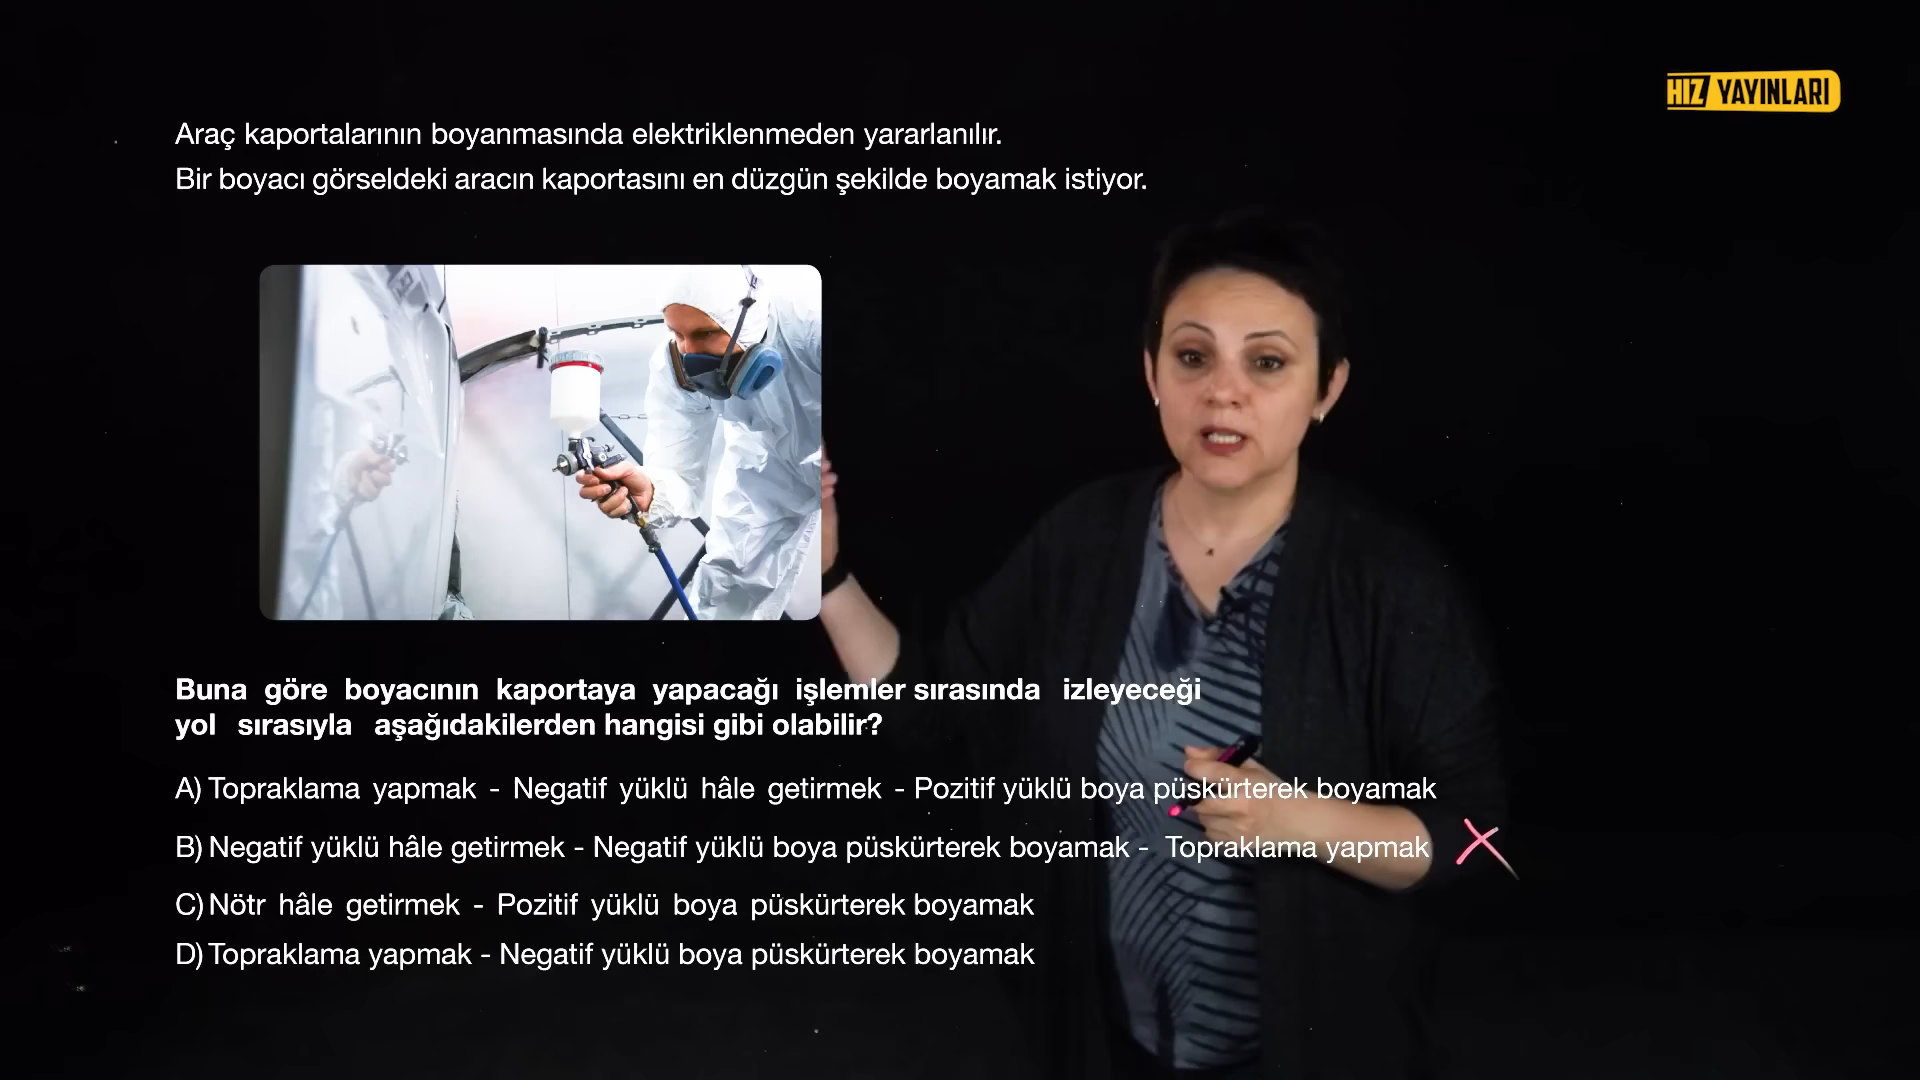 HIZ YAYINLARI
Araç kaportalarının boyanmasında elektriklenmeden yararlanılır.
Bir boyacı görseldeki aracın kaportasını en düzgün şekilde boyamak istiyor.
Buna göre boyacının kaportaya yapacağı işlemler sırasında izleyeceği
yol sırasıyla aşağıdakilerden hangisi gibi olabilir?
A) Topraklama yapmak - Negatif yüklü hâle getirmek - Pozitif yüklü boya püskürterek boyamak
B) Negatif yüklü hâle getirmek - Negatif yüklü boya püskürterek boyamak - Topraklama yapmak
C) Nötr hâle getirmek - Pozitif yüklü boya püskürterek boyamak
D) Topraklama yapmak - Negatif yüklü boya püskürterek boyamak